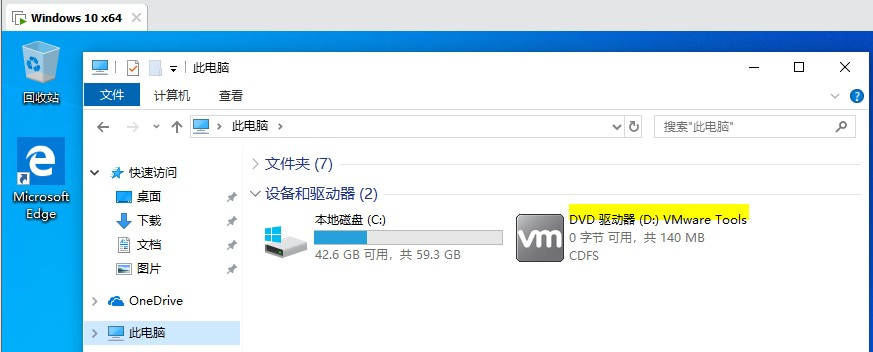 Windows 10 x64
回收站
Microsoft
Edge
此电脑
文件 计算机 查看
此电脑
搜索"此电脑"
快速访问
桌面
下载
文档
图片
OneDrive
此电脑
文件夹 (7)
设备和驱动器 (2)
本地磁盘 (C:)
42.6 GB 可用，共 59.3 GB
vm
DVD 驱动器 (D:) VMware Tools
0 字节 可用，共 140 MB
CDFS